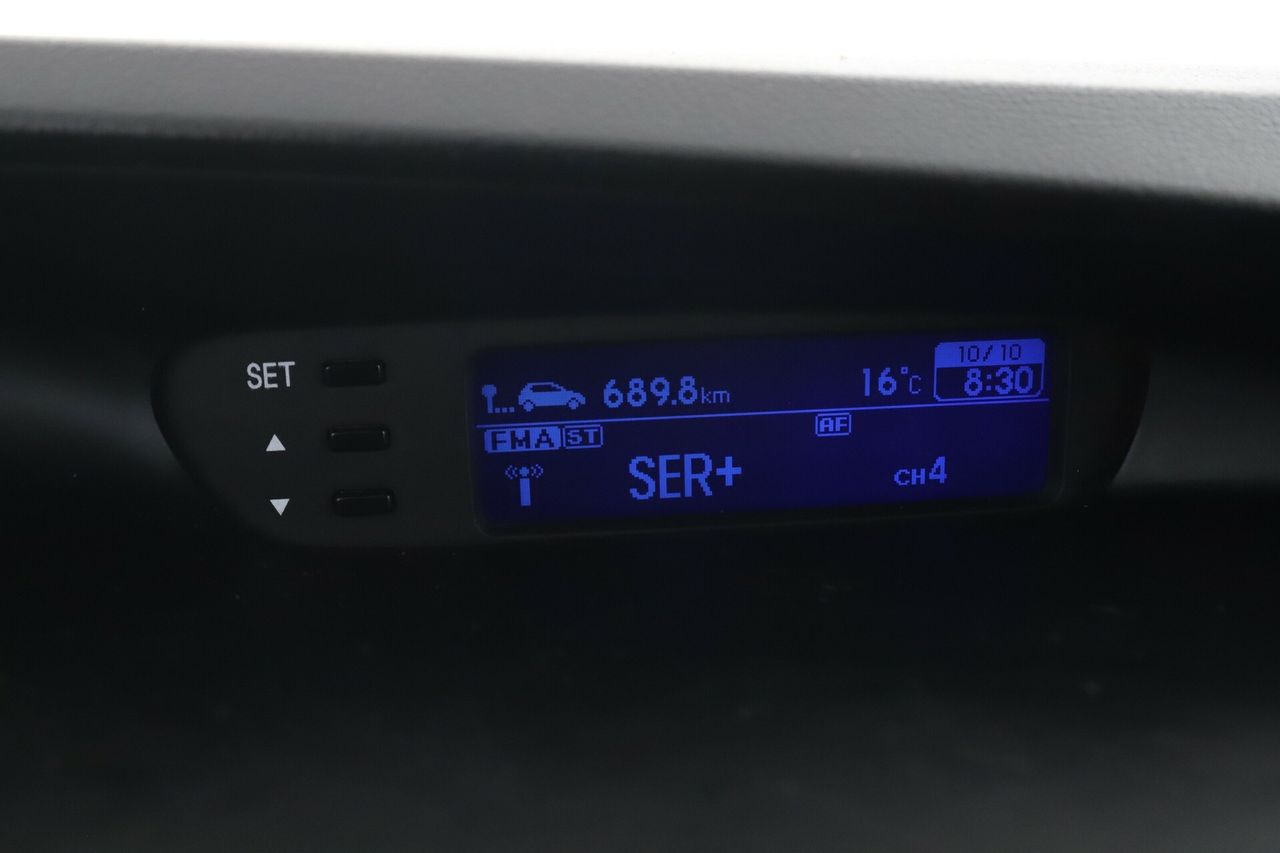 SET
10/10
689.8km 16°C 8:30
FMA ST AF
SER+ CH4